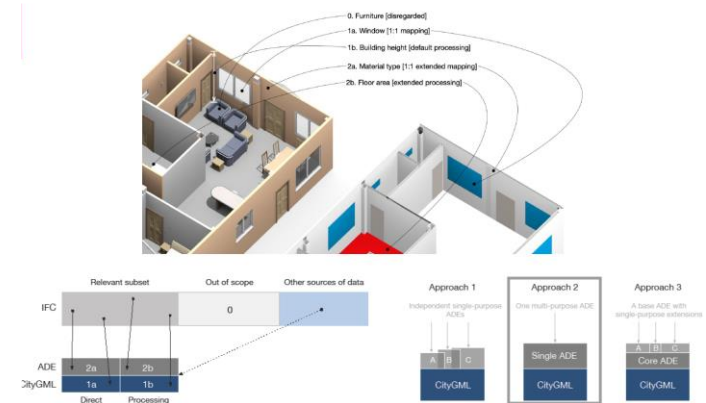 0. Furniture [disregarded]
1a. Window [1:1 mapping]
1b. Building height [default processing]
2a. Material type [1:1 extended mapping]
2b. Floor area [extended processing]
Relevant subset
Out of scope
Other sources of data
IFC
0
ADE
2a
2b
CityGML
1a
1b
Direct
Processing
Approach 1
Independent single-purpose
ADEs
A
B
C
CityGML
Approach 2
One multi-purpose ADE
Single ADE
CityGML
Approach 3
A base ADE with
single-purpose extensions
A
B
C
Core ADE
CityGML